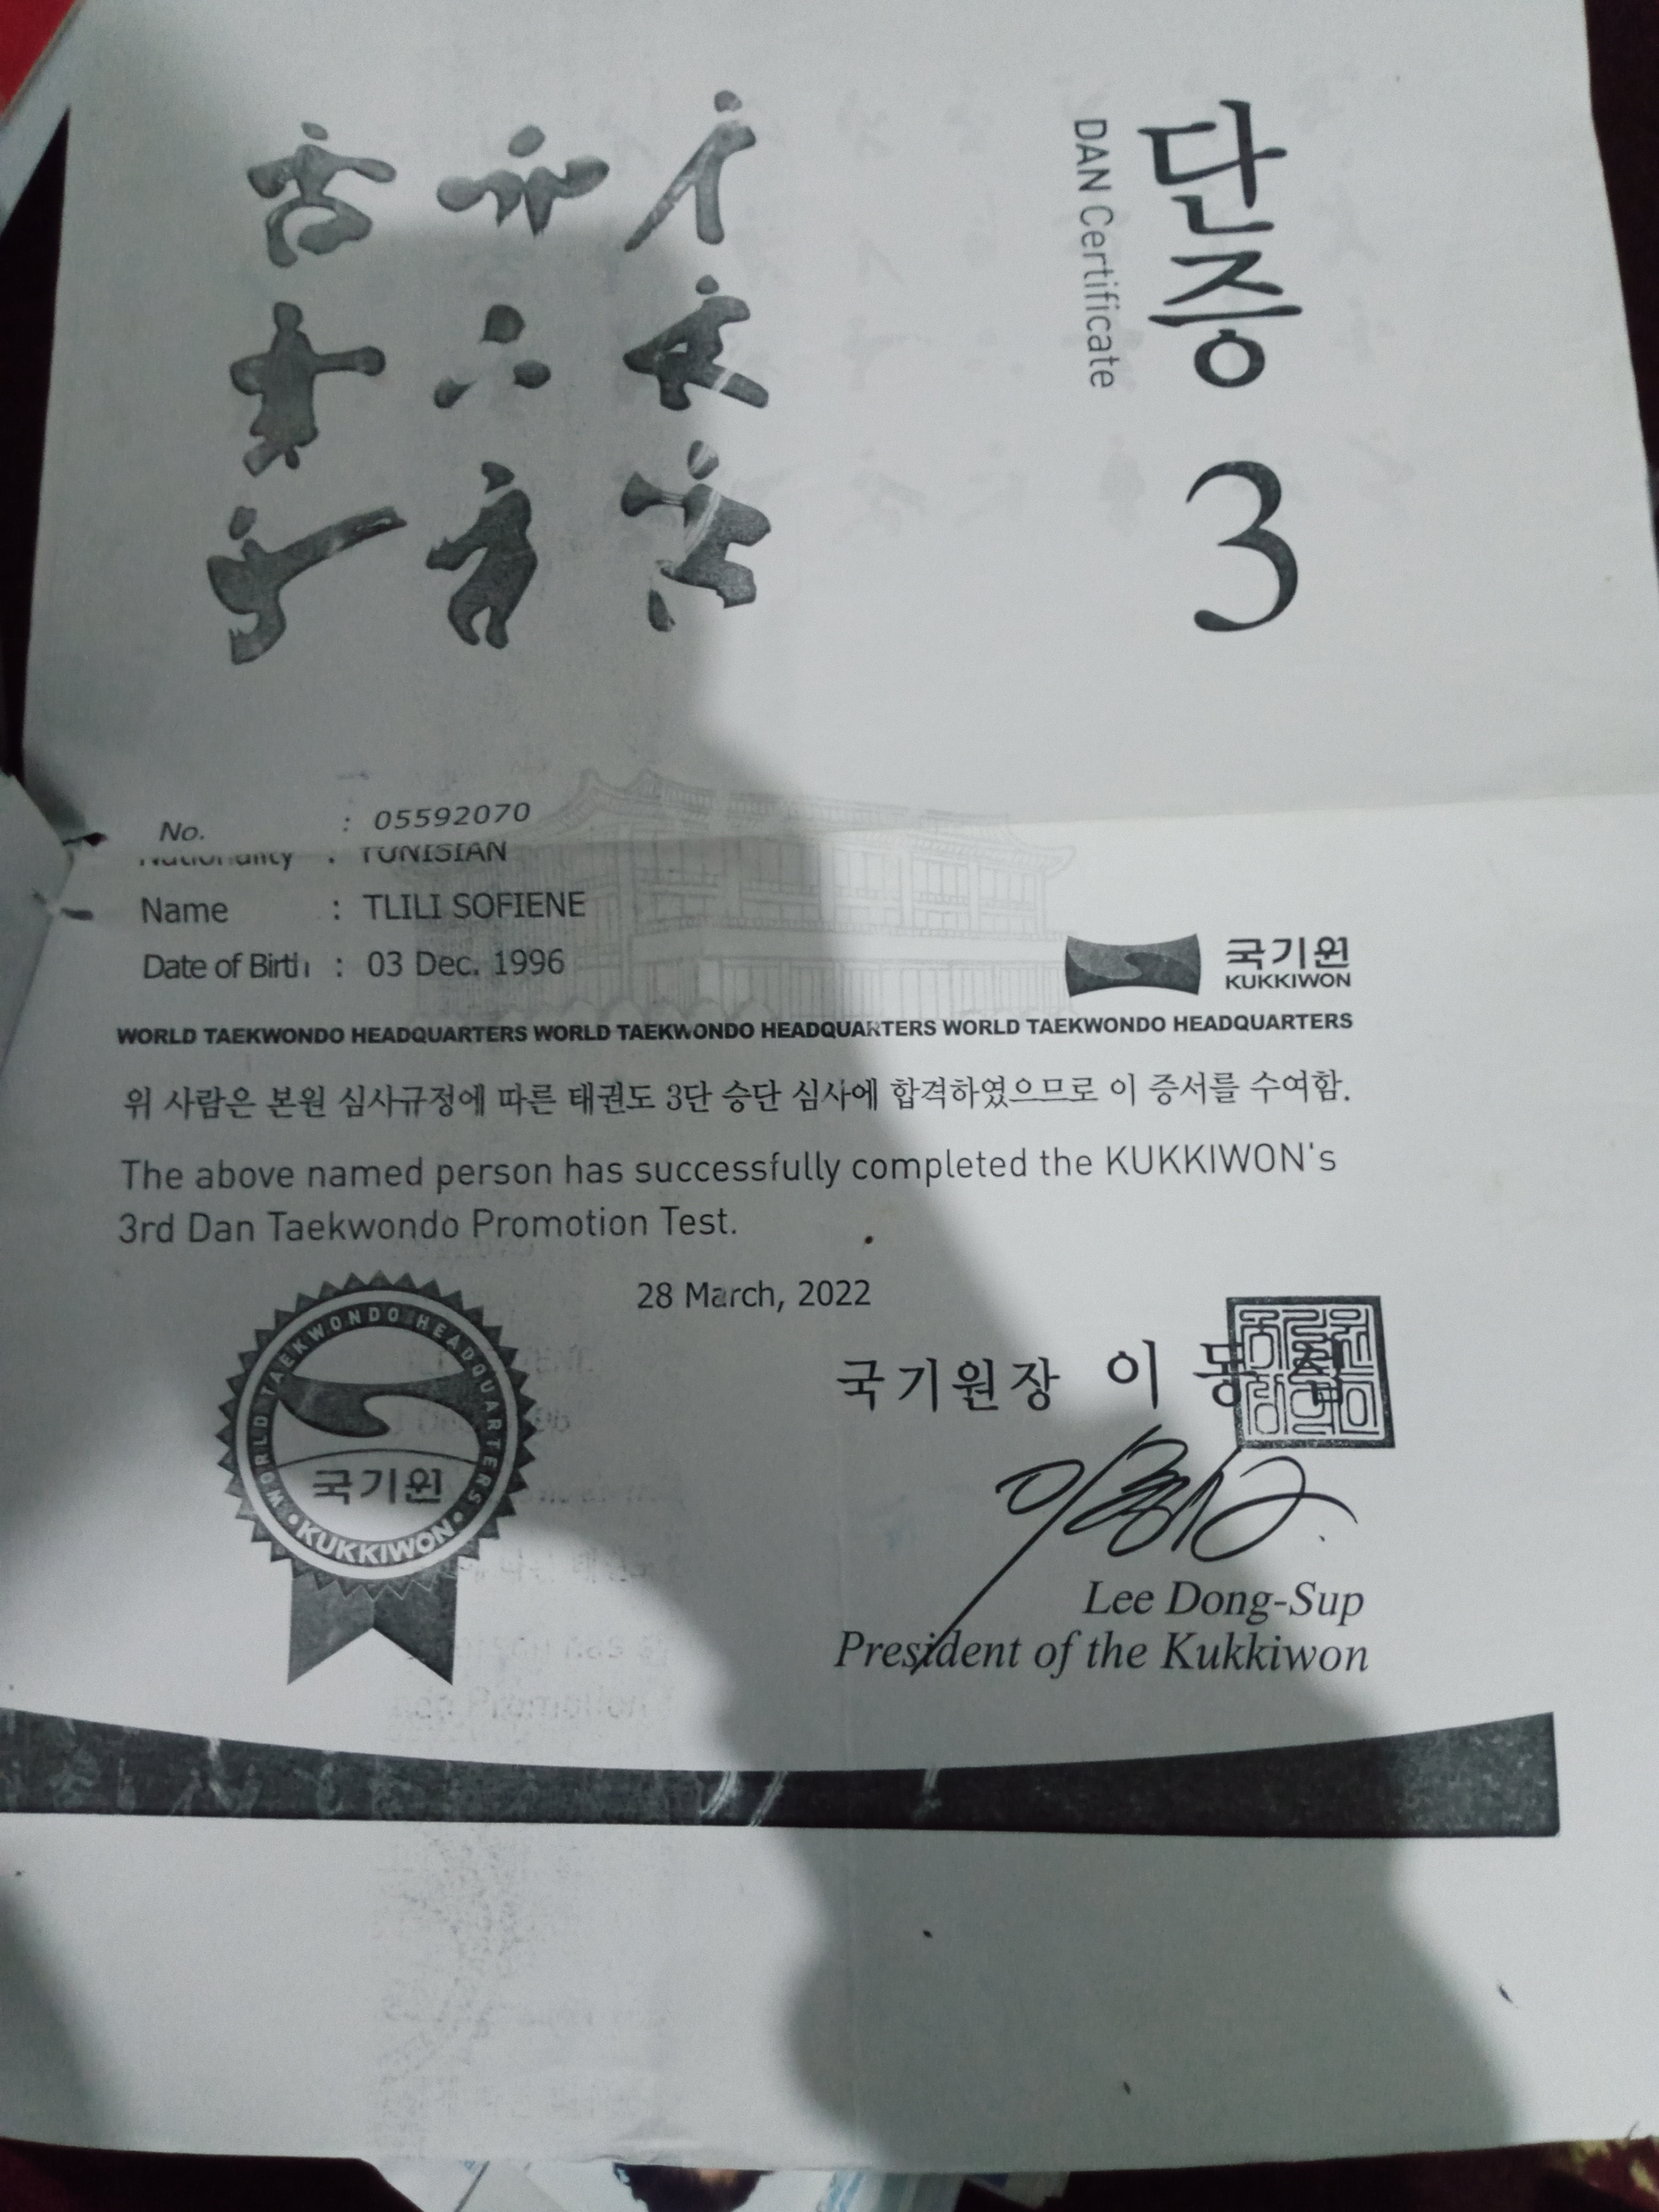 단증
DAN Certificate
3
No. : 05592070
Nationality : TUNISIAN
Name : TLILI SOFIENE
Date of Birth : 03 Dec. 1996
국기원
KUKKIWON
WORLD TAEKWONDO HEADQUARTERS WORLD TAEKWONDO HEADQUARTERS WORLD TAEKWONDO HEADQUARTERS
위 사람은 본원 심사규정에 따른 태권도 3단 승단 심사에 합격하였으므로 이 증서를 수여함.
The above named person has successfully completed the KUKKIWON's
3rd Dan Taekwondo Promotion Test.
28 March, 2022
WORLD TAEKWONDO HEADQUARTERS
국기원
• KUKKIWON •
국기원장 이 동 섭
Lee Dong-Sup
President of the Kukkiwon